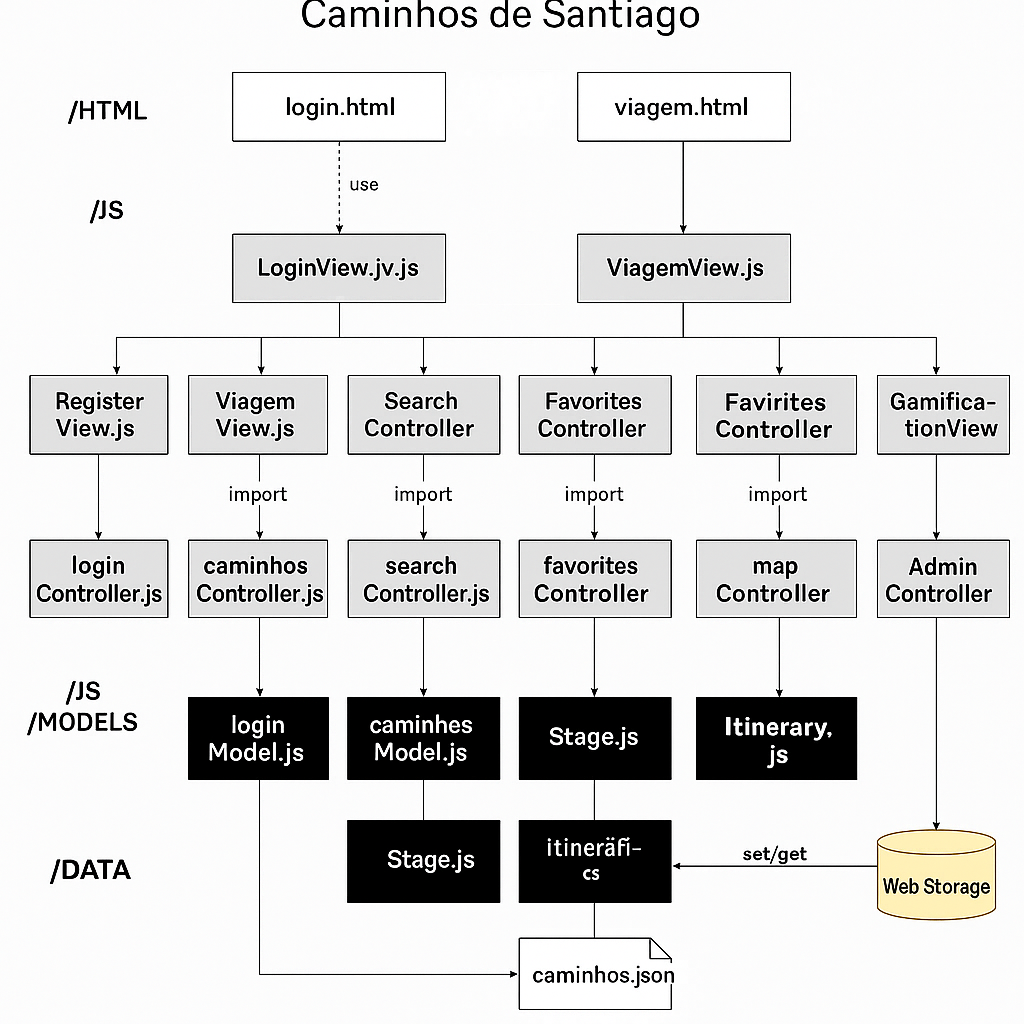 Caminhos de Santiago
/HTML
login.html
viagem.html
use
/JS
LoginView.jv.js
ViagemView.js
Register
View.js
Viagem
View.js
Search
Controller
Favorites
Controller
Favirites
Controller
Gamifica-
tionView
import
import
import
import
login
Controller.js
caminhos
Controller.js
search
Controller.js
favorites
Controller
map
Controller
Admin
Controller
/JS
/MODELS
login
Model.js
caminhes
Model.js
Stage.js
Itinerary,
js
/DATA
Stage.js
itineräfi-
cs
set/get
Web Storage
caminhos.json